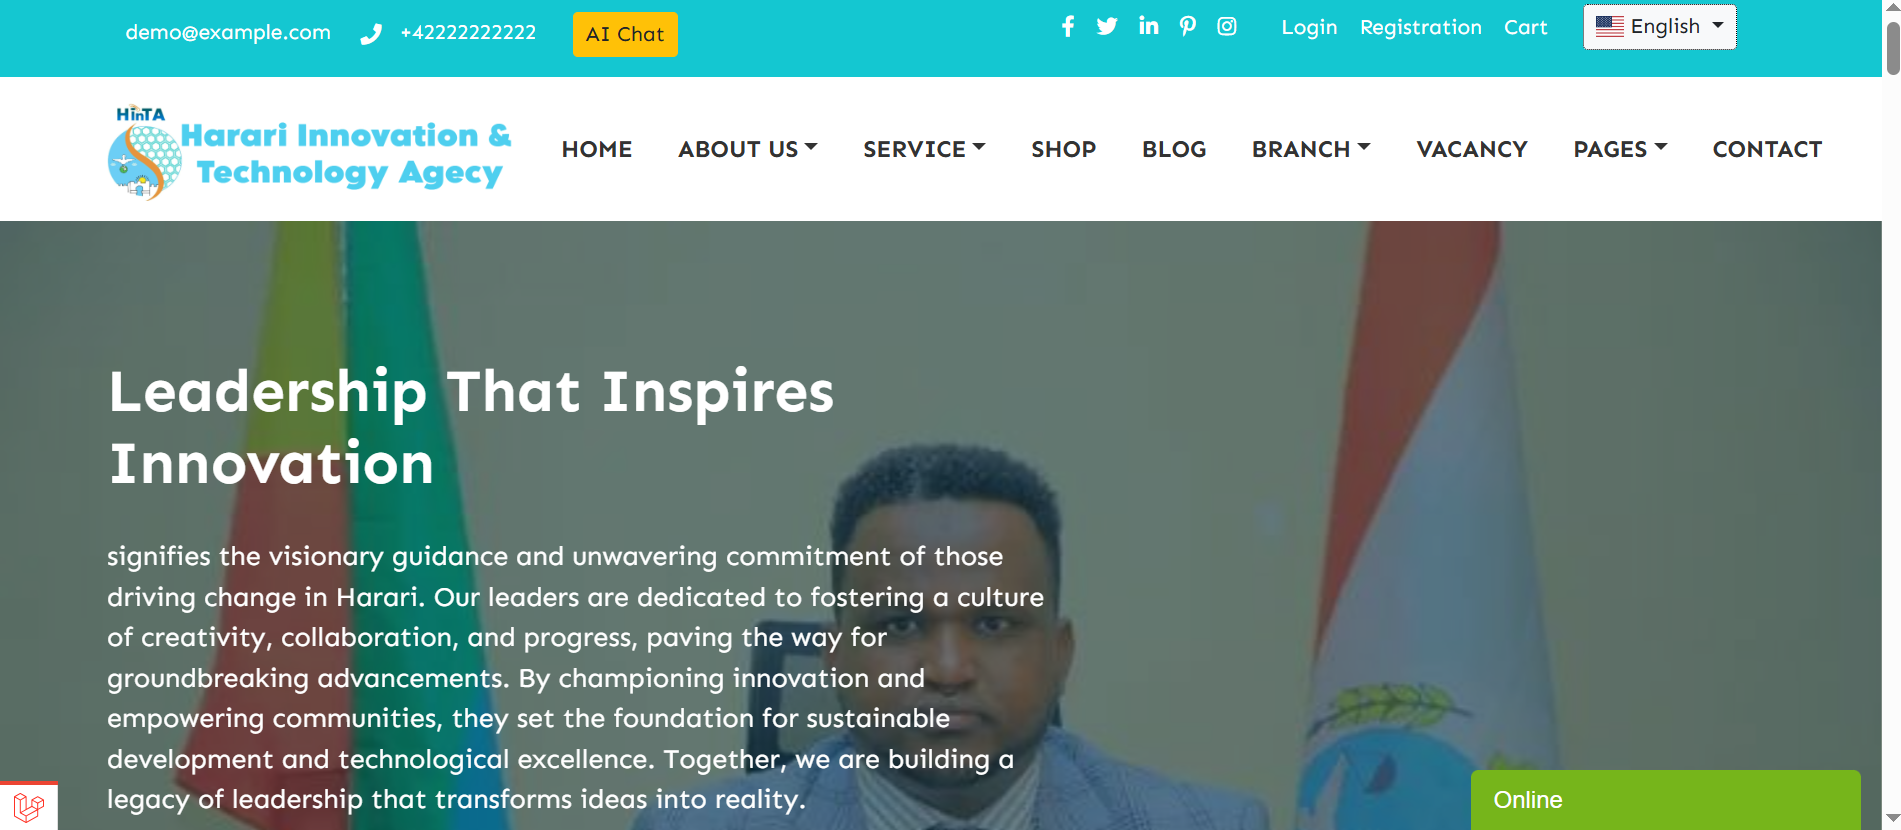 demo@example.com +42222222222 AI Chat Login Registration Cart English
HinTA
Harari Innovation &
Technology Agecy
HOME ABOUT US SERVICE SHOP BLOG BRANCH VACANCY PAGES CONTACT
Leadership That Inspires
Innovation
signifies the visionary guidance and unwavering commitment of those
driving change in Harari. Our leaders are dedicated to fostering a culture
of creativity, collaboration, and progress, paving the way for
groundbreaking advancements. By championing innovation and
empowering communities, they set the foundation for sustainable
development and technological excellence. Together, we are building a
legacy of leadership that transforms ideas into reality.
Online